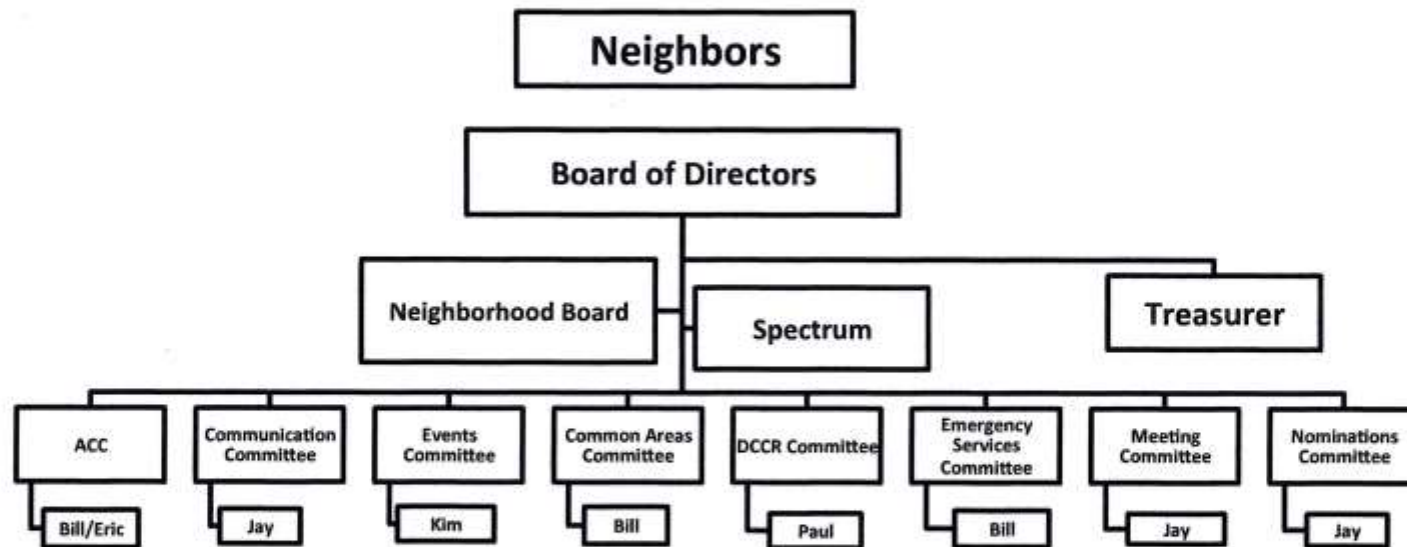 Neighbors
Board of Directors
Neighborhood Board
Spectrum
Treasurer
ACC
Communication
Committee
Events
Committee
Common Areas
Committee
DCCR Committee
Emergency
Services
Committee
Meeting
Committee
Nominations
Committee
Bill/Eric
Jay
Kim
Bill
Paul
Bill
Jay
Jay